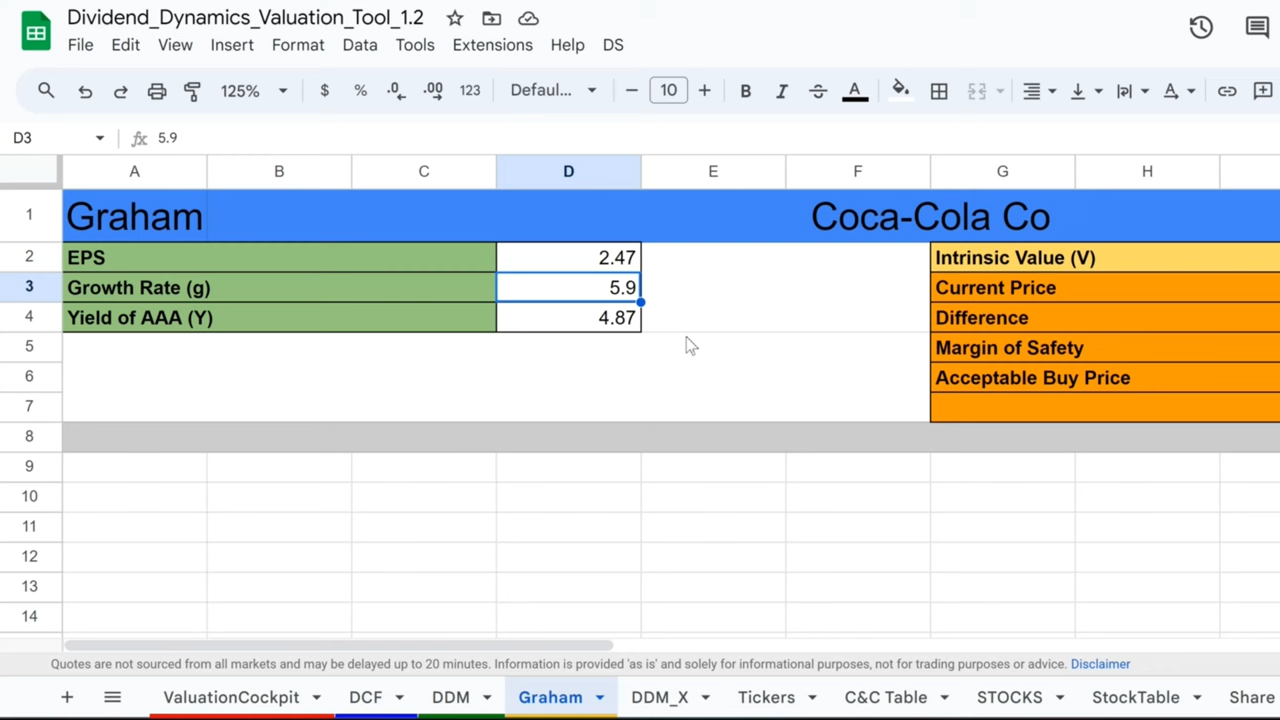 Dividend_Dynamics_Valuation_Tool_1.2
File Edit View Insert Format Data Tools Extensions Help DS
125% $ % .0 .00 123 Defaul... − 10 + B I S A
D3 fx 5.9
A B C D E F G H
1 Graham Coca-Cola Co
2 EPS 2.47 Intrinsic Value (V)
3 Growth Rate (g) 5.9 Current Price
4 Yield of AAA (Y) 4.87 Difference
5 Margin of Safety
6 Acceptable Buy Price
7
8
9
10
11
12
13
14
Quotes are not sourced from all markets and may be delayed up to 20 minutes. Information is provided 'as is' and solely for informational purposes, not for trading purposes or advice. Disclaimer
+ ValuationCockpit DCF DDM Graham DDM_X Tickers C&C Table STOCKS StockTable Share